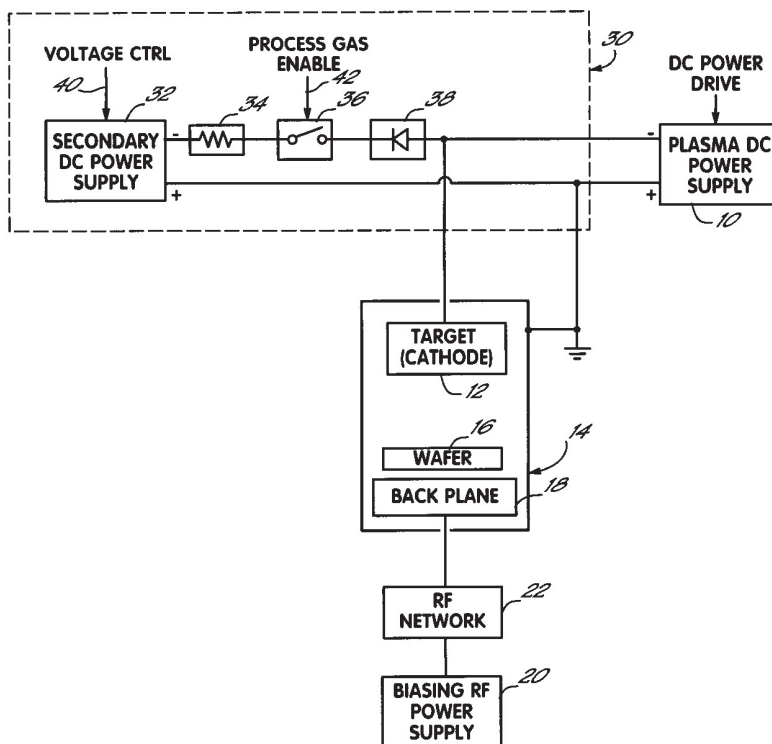 VOLTAGE CTRL
40
32
PROCESS GAS
ENABLE
42
34
36
38
30
DC POWER
DRIVE
SECONDARY
DC POWER
SUPPLY
-
+
-
+
PLASMA DC
POWER
SUPPLY
10
TARGET
(CATHODE)
12
16
WAFER
14
BACK PLANE
18
RF
NETWORK
22
BIASING RF
POWER
SUPPLY
20